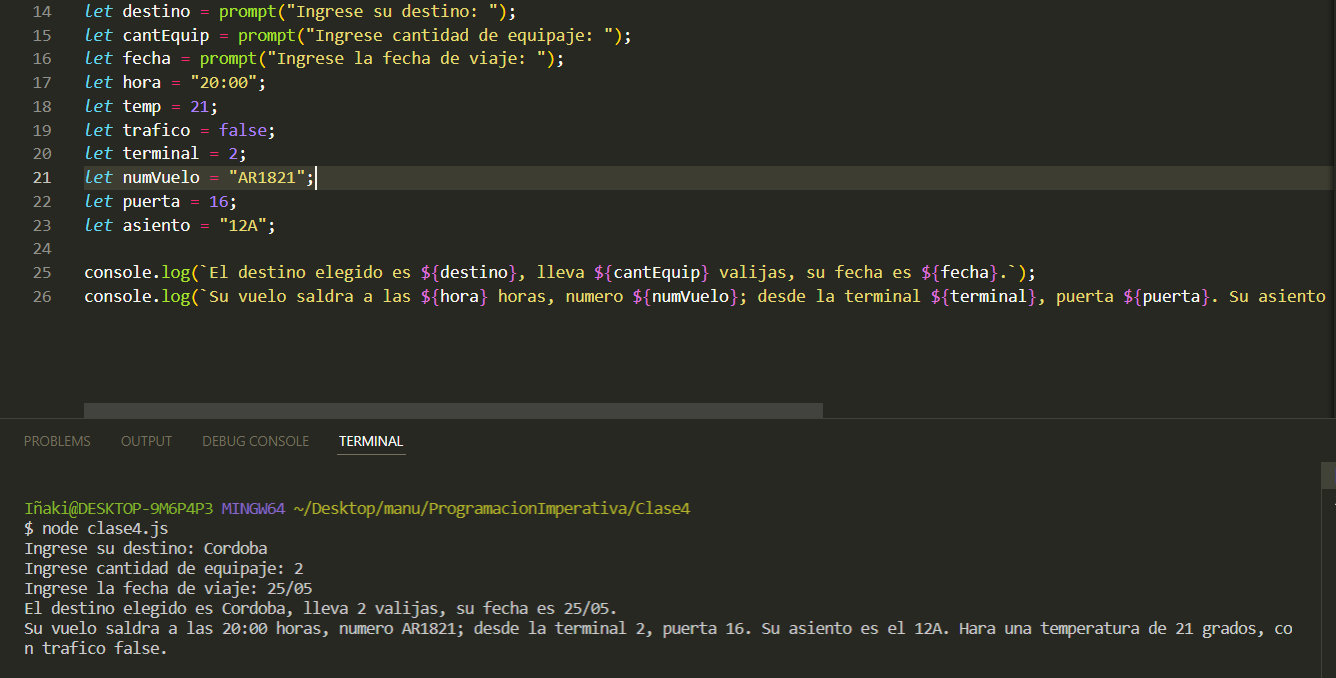 14 let destino = prompt("Ingrese su destino: ");
15 let cantEquip = prompt("Ingrese cantidad de equipaje: ");
16 let fecha = prompt("Ingrese la fecha de viaje: ");
17 let hora = "20:00";
18 let temp = 21;
19 let trafico = false;
20 let terminal = 2;
21 let numVuelo = "AR1821";
22 let puerta = 16;
23 let asiento = "12A";
24
25 console.log(`El destino elegido es ${destino}, lleva ${cantEquip} valijas, su fecha es ${fecha}.`);
26 console.log(`Su vuelo saldra a las ${hora} horas, numero ${numVuelo}; desde la terminal ${terminal}, puerta ${puerta}. Su asiento
PROBLEMS OUTPUT DEBUG CONSOLE TERMINAL
Iñaki@DESKTOP-9M6P4P3 MINGW64 ~/Desktop/manu/ProgramacionImperativa/Clase4
$ node clase4.js
Ingrese su destino: Cordoba
Ingrese cantidad de equipaje: 2
Ingrese la fecha de viaje: 25/05
El destino elegido es Cordoba, lleva 2 valijas, su fecha es 25/05.
Su vuelo saldra a las 20:00 horas, numero AR1821; desde la terminal 2, puerta 16. Su asiento es el 12A. Hara una temperatura de 21 grados, co
n trafico false.